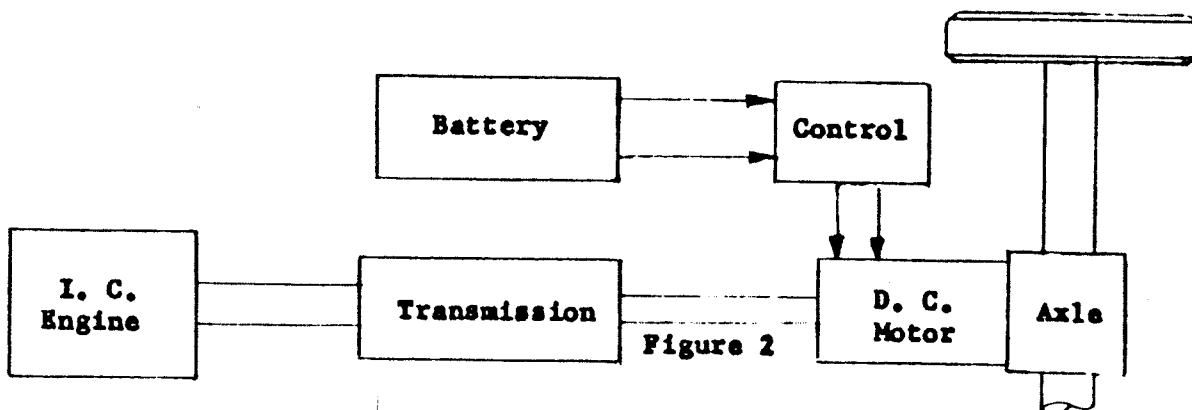 Battery
Control
I. C.
Engine
Transmission
D. C.
Motor
Axle
Figure 2